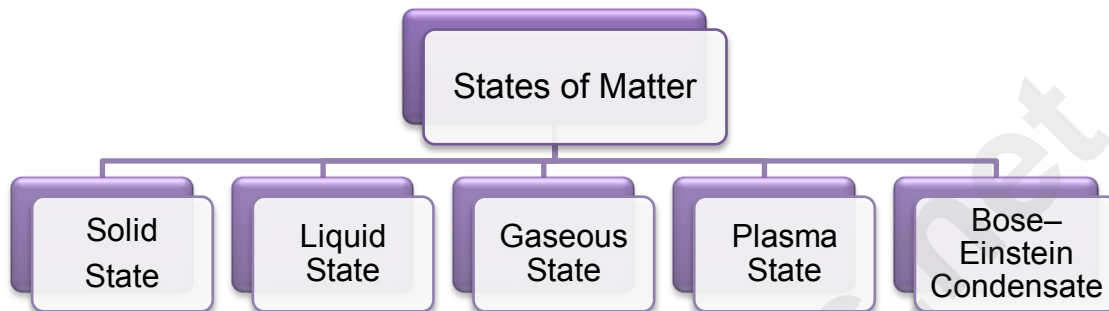 States of Matter
Solid
State
Liquid
State
Gaseous
State
Plasma
State
Bose–
Einstein
Condensate